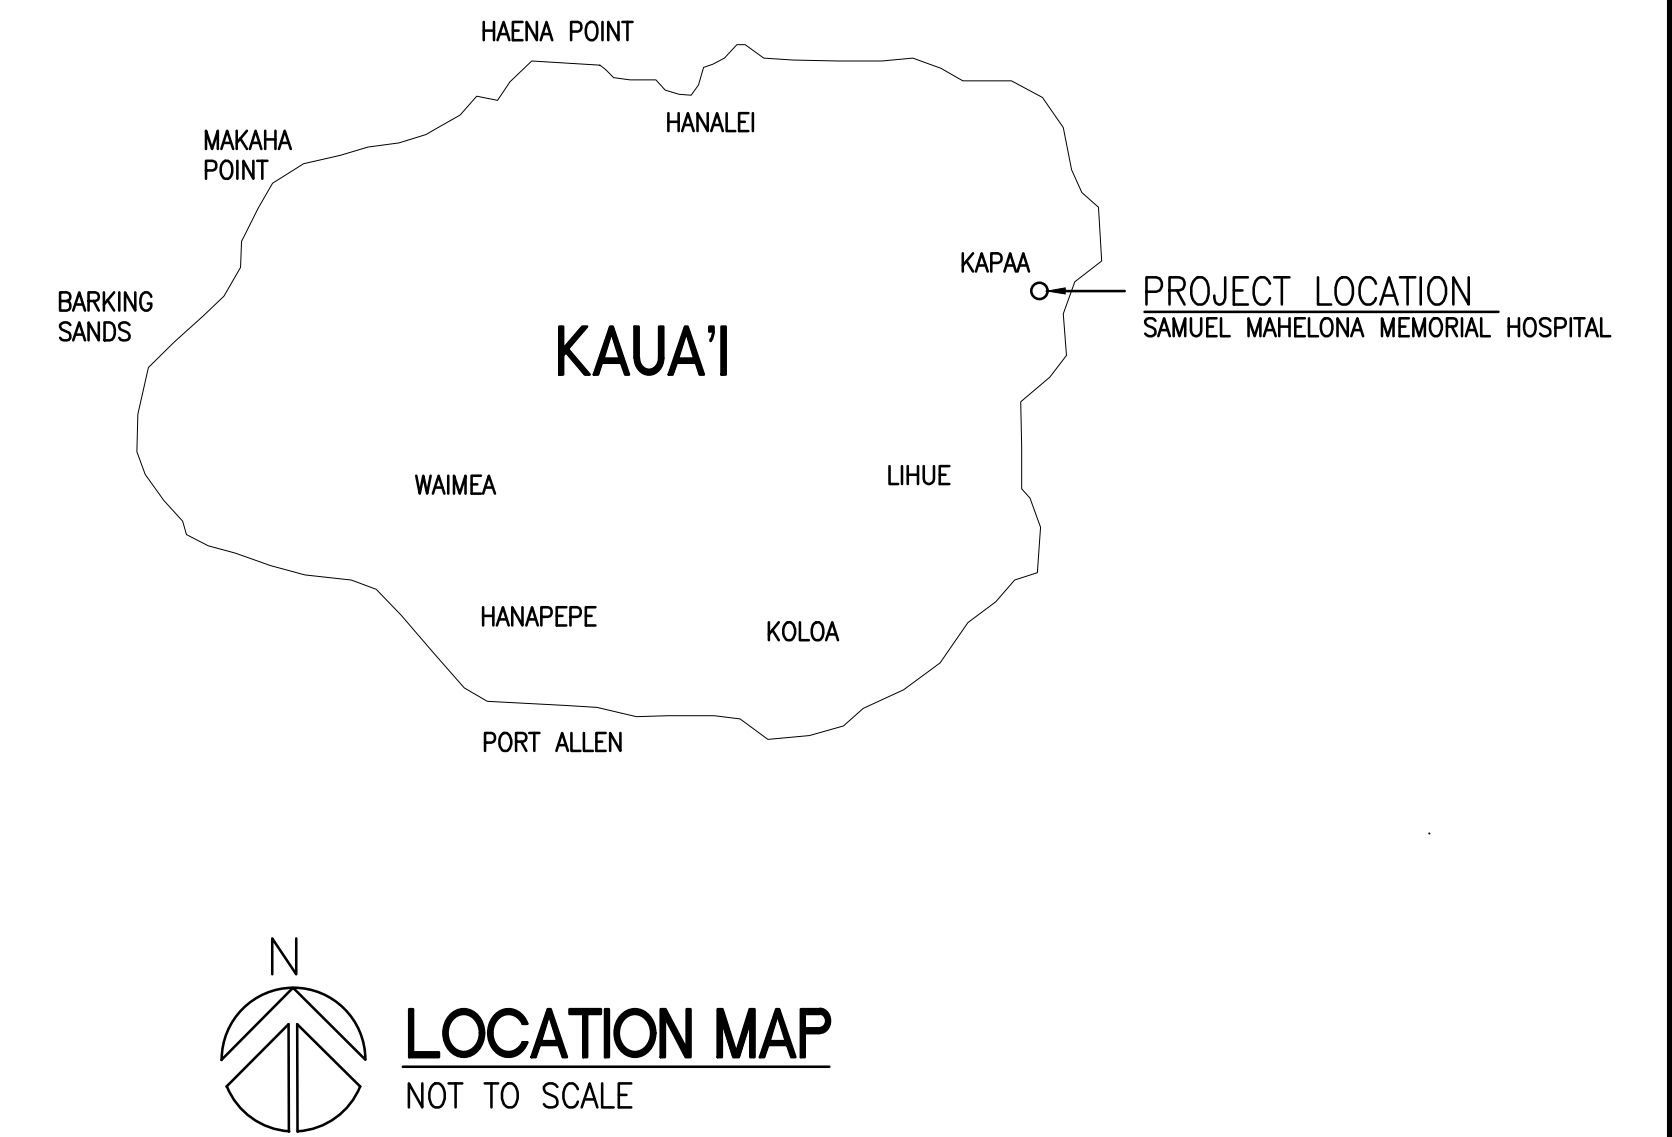 HAENA POINT
HANALEI
MAKAHA
POINT
KAPAA
PROJECT LOCATION
SAMUEL MAHELONA MEMORIAL HOSPITAL
BARKING
SANDS
KAUA'I
WAIMEA
LIHUE
HANAPEPE
KOLOA
PORT ALLEN
N
LOCATION MAP
NOT TO SCALE